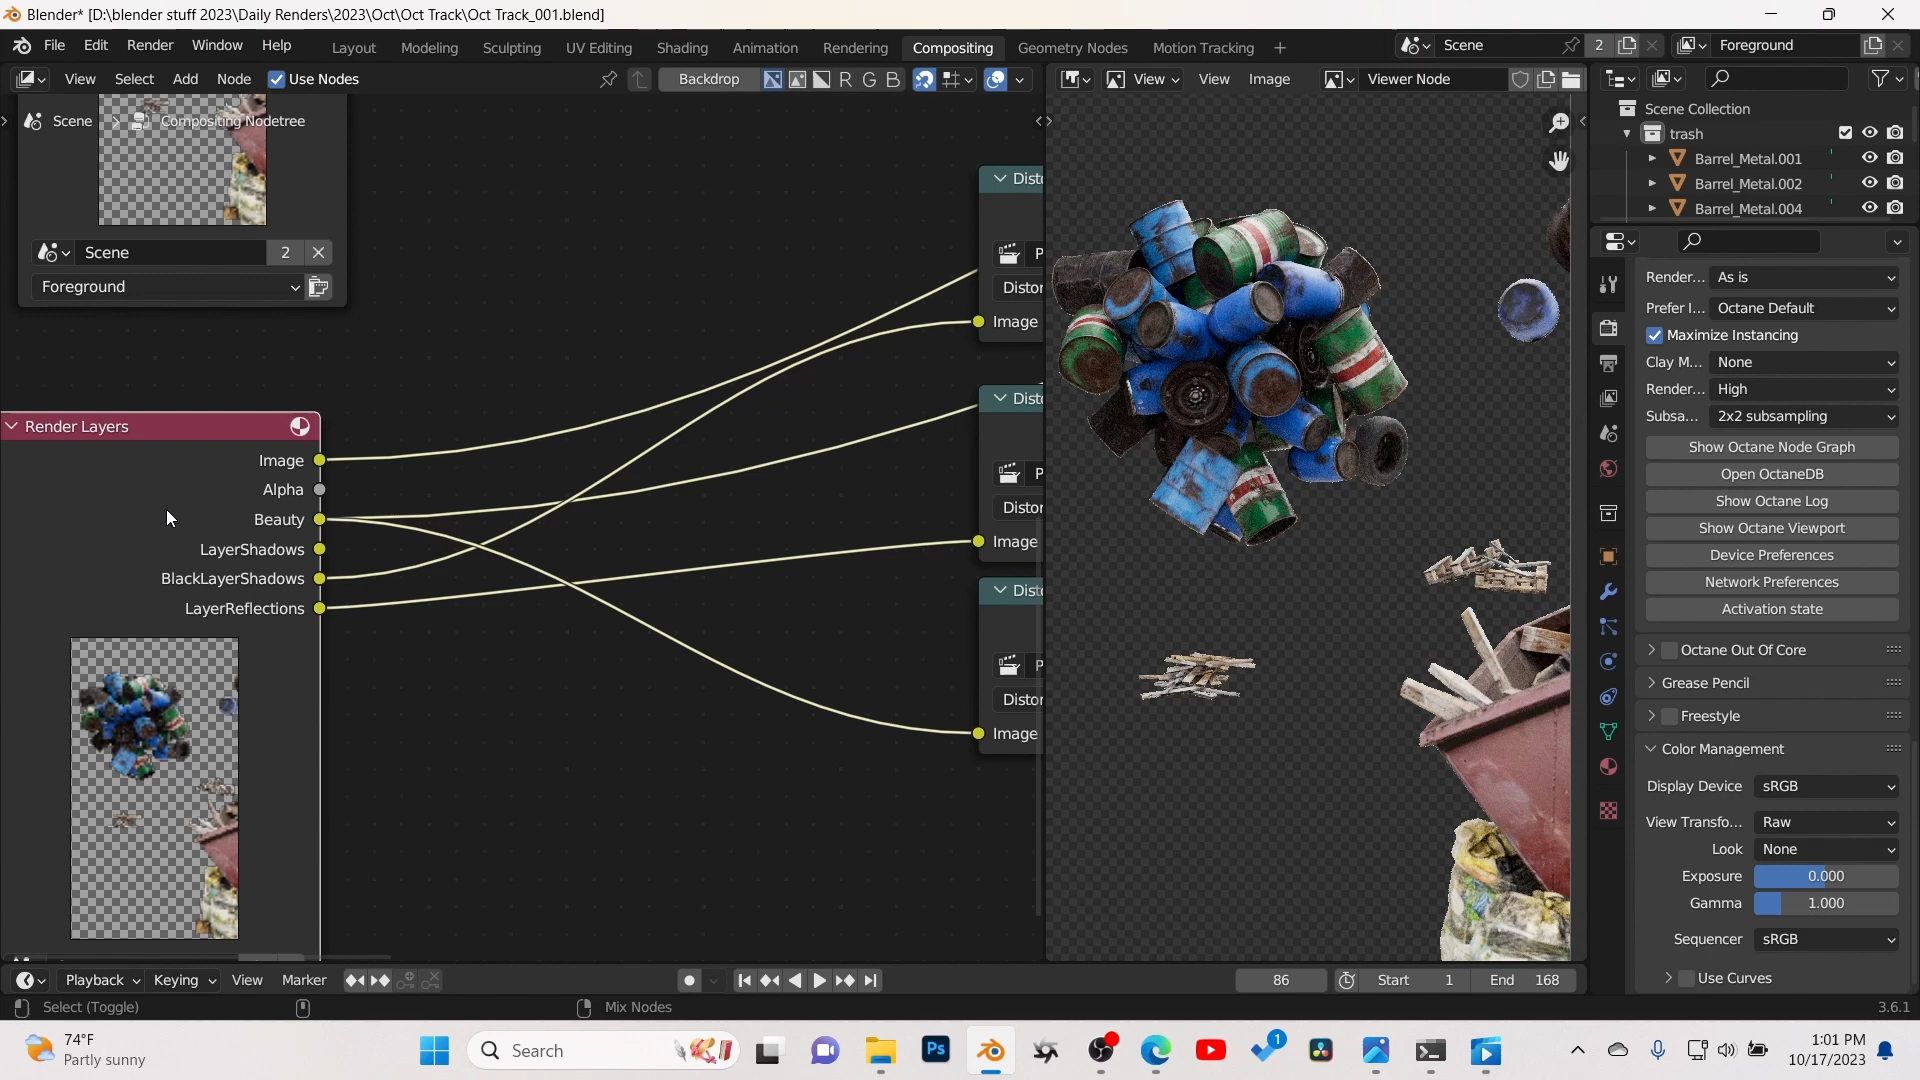 Blender* [D:\blender stuff 2023\Daily Renders\2023\Oct\Oct Track\Oct Track_001.blend]
File Edit Render Window Help
Layout Modeling Sculpting UV Editing Shading Animation Rendering Compositing Geometry Nodes Motion Tracking +
Scene 2 Foreground
View Select Add Node Use Nodes Backdrop R G B
View View Image Viewer Node
Scene > Compositing Nodetree
Scene 2
Foreground
Render Layers
Image
Alpha
Beauty
LayerShadows
BlackLayerShadows
LayerReflections
Disto
P
Distor
Image
Disto
P
Distor
Image
Disto
P
Distor
Image
Scene Collection
trash
Barrel_Metal.001
Barrel_Metal.002
Barrel_Metal.004
Render... As is
Prefer I... Octane Default
Maximize Instancing
Clay M... None
Render... High
Subsa... 2x2 subsampling
Show Octane Node Graph
Open OctaneDB
Show Octane Log
Show Octane Viewport
Device Preferences
Network Preferences
Activation state
Octane Out Of Core
Grease Pencil
Freestyle
Color Management
Display Device sRGB
View Transfo... Raw
Look None
Exposure 0.000
Gamma 1.000
Sequencer sRGB
Use Curves
Playback Keying View Marker 86 Start 1 End 168
Select (Toggle) Mix Nodes 3.6.1
74°F
Partly sunny
Search
Ps
1
1:01 PM
10/17/2023